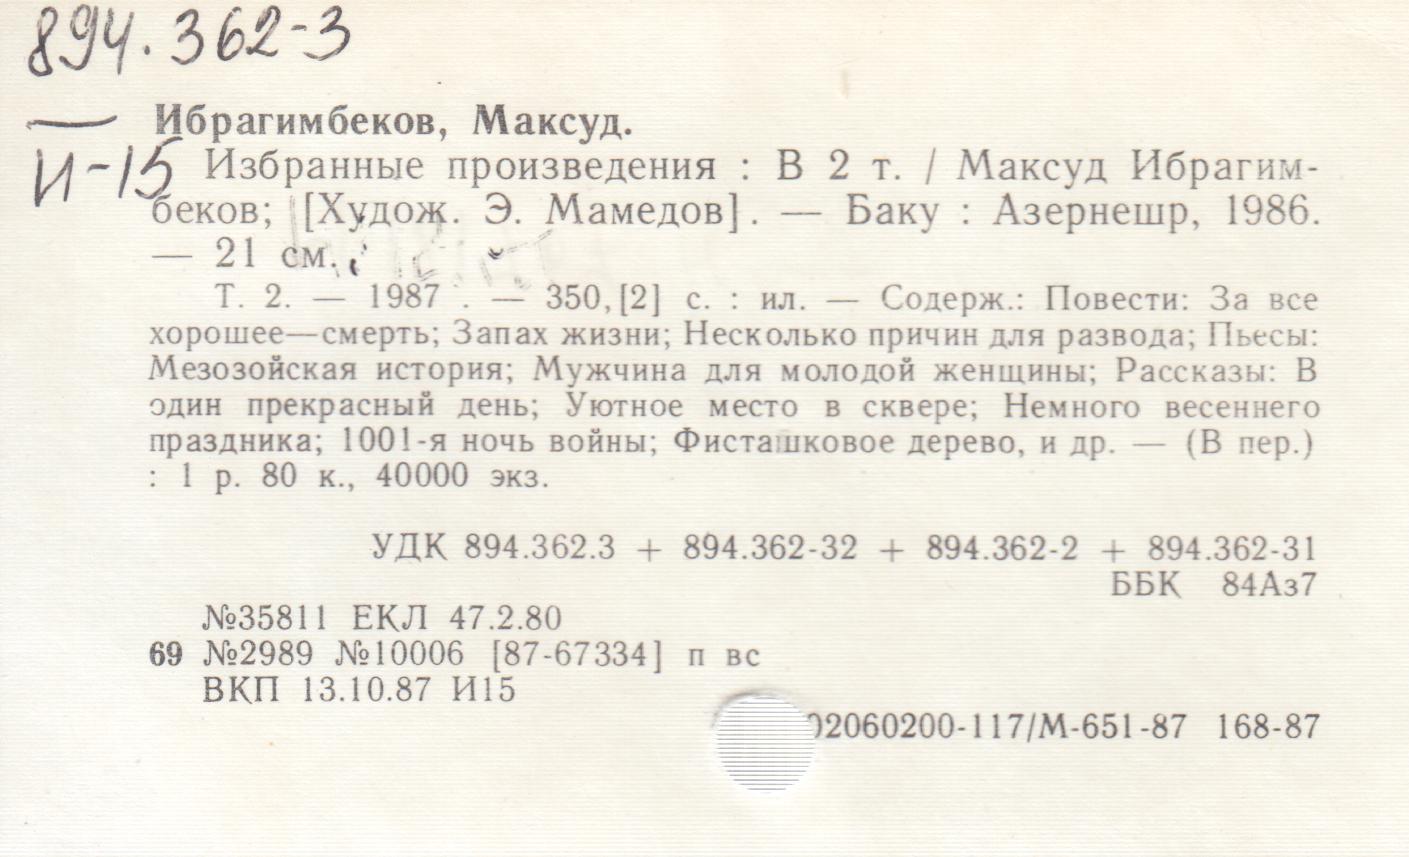 894.362-3
И-15
Ибрагимбеков, Максуд.
Избранные произведения : В 2 т. / Максуд Ибрагим-
беков; [Худож. Э. Мамедов]. — Баку : Азернешр, 1986.
— 21 см.
Т. 2. — 1987 . — 350,[2] с. : ил. — Содерж.: Повести: За все
хорошее—смерть; Запах жизни; Несколько причин для развода; Пьесы:
Мезозойская история; Мужчина для молодой женщины; Рассказы: В
один прекрасный день; Уютное место в сквере; Немного весеннего
праздника; 1001-я ночь войны; Фисташковое дерево, и др. — (В пер.)
: 1 р. 80 к., 40000 экз.
УДК 894.362.3 + 894.362-32 + 894.362-2 + 894.362-31
ББК 84Аз7
№35811 ЕКЛ 47.2.80
69 №2989 №10006 [87-67334] п вс
ВКП 13.10.87 И15
02060200-117/М-651-87 168-87